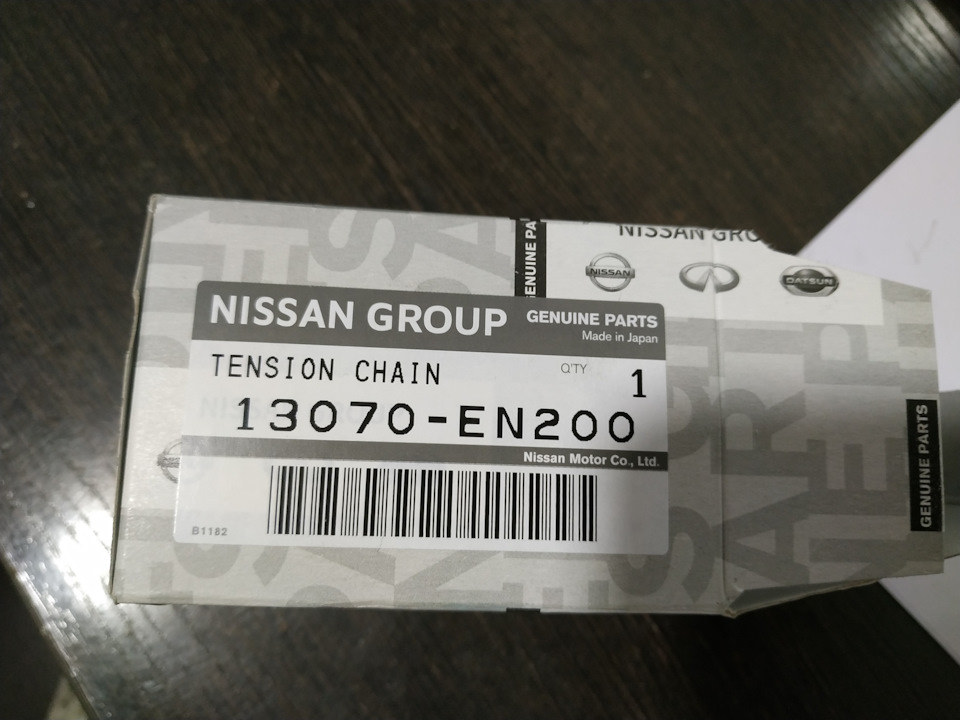 GENUINE PA
NISSAN GRO
NISSAN
DATSUN
NISSAN GROUP
GENUINE PARTS
Made in Japan
TENSION CHAIN
Q'TY
1
13070-EN200
Nissan Motor Co., Ltd.
B1182
GENUINE PARTS